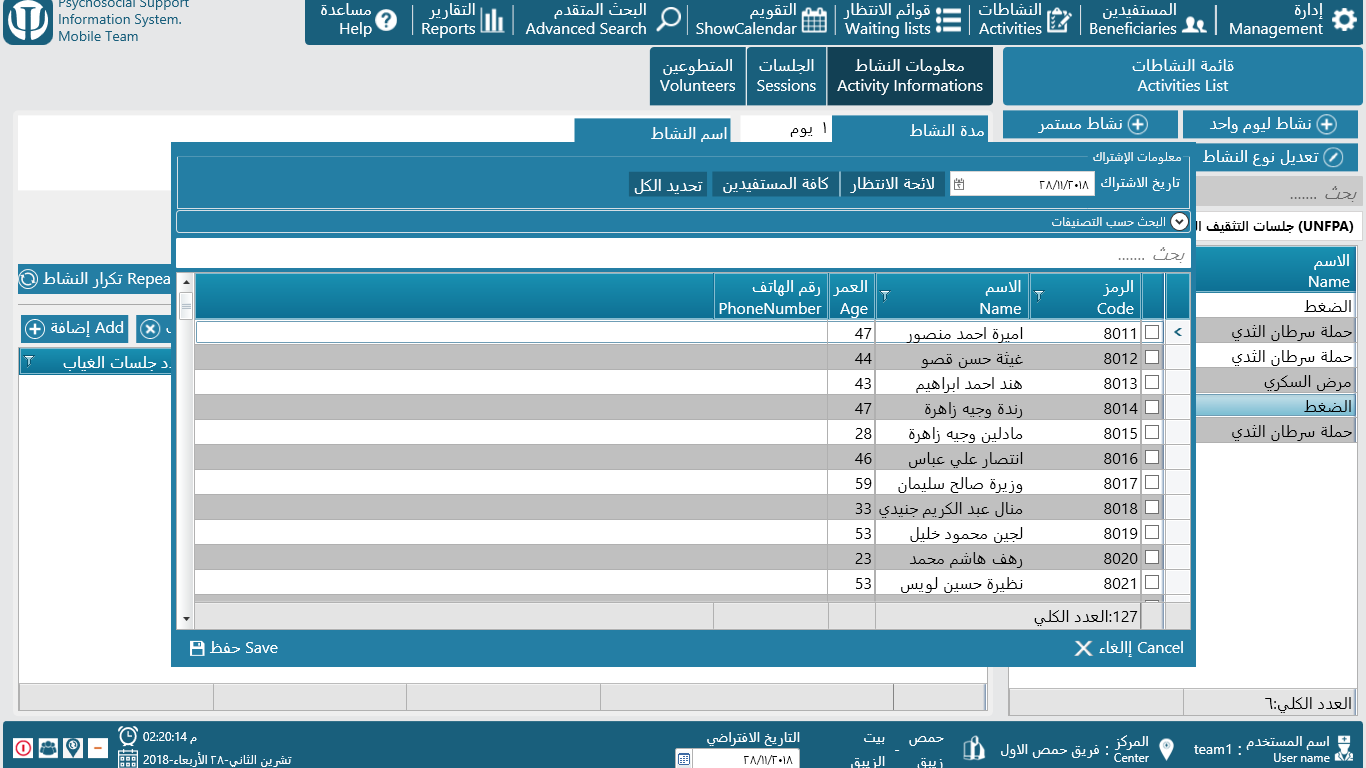 Psychosocial Support
Information System.
Mobile Team
إدارة
Management
المستفيدين
Beneficiaries
النشاطات
Activities
قوائم الانتظار
Waiting lists
التقويم
ShowCalendar
البحث المتقدم
Advanced Search
التقارير
Reports
مساعدة
Help
قائمة النشاطات
Activities List
معلومات النشاط
Activity Informations
الجلسات
Sessions
المتطوعين
Volunteers
نشاط ليوم واحد
نشاط مستمر
تعديل نوع النشاط
بحث .......
(UNFPA) جلسات التثقيف
الاسم
Name
الضغط
حملة سرطان الثدي
حملة سرطان الثدي
مرض السكري
الضغط
حملة سرطان الثدي
العدد الكلي:٦
مدة النشاط
١ يوم
اسم النشاط
تكرار النشاط Repea
إضافة Add
د جلسات الغياب
معلومات الإشتراك
تاريخ الاشتراك
٢٨/١١/٢٠١٨
لائحة الانتظار
كافة المستفيدين
تحديد الكل
البحث حسب التصنيفات
بحث .......
الرمز
Code
الاسم
Name
العمر
Age
رقم الهاتف
PhoneNumber
8011 اميرة احمد منصور 47
8012 غيثة حسن قصو 44
8013 هند احمد ابراهيم 43
8014 رندة وجيه زاهرة 47
8015 مادلين وجيه زاهرة 28
8016 انتصار علي عباس 46
8017 وزيرة صالح سليمان 59
8018 منال عبد الكريم جنيدي 33
8019 لجين محمود خليل 53
8020 رهف هاشم محمد 23
8021 نظيرة حسين لويس 53
127:العدد الكلي
إالغاء Cancel
حفظ Save
اسم المستخدم :
User name
team1
المركز :
Center
فريق حمص الاول
حمص - بيت
زيبق الزيبق
التاريخ الافتراضي
٢٨/١١/٢٠١٨
02:20:14 م
تشرين الثاني-٢٨ الأربعاء-2018